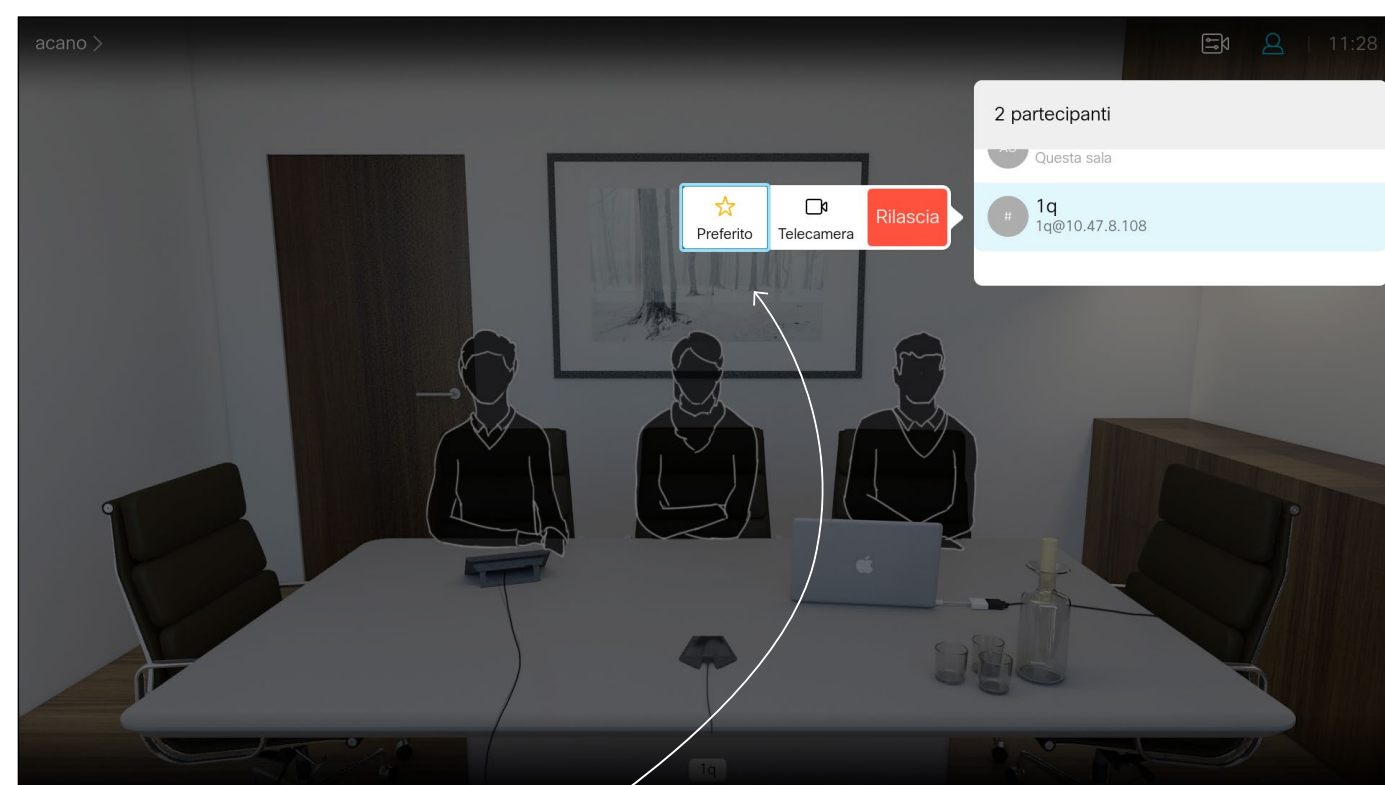 acano >
11:28
2 partecipanti
Questa sala
Preferito
Telecamera
Rilascia
#
1q
1q@10.47.8.108
1q